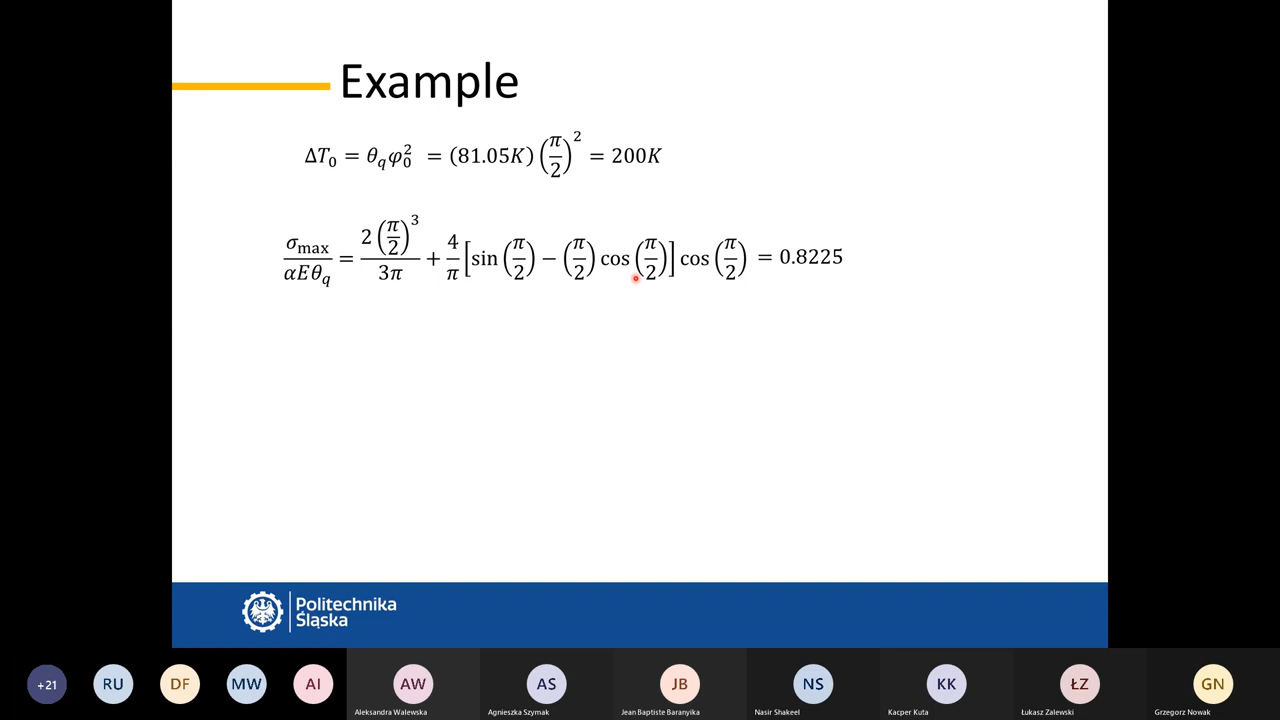 Example
ΔT₀ = θ_q φ₀² = (81.05K) (π/2)² = 200K
σ_max/αEθ_q = 2(π/2)³/3π + 4/π [sin(π/2) − (π/2) cos(π/2)] cos(π/2) = 0.8225
Politechnika
Śląska
+21 RU DF MW AI AW AS JB NS KK ŁZ GN
Aleksandra Walewska Agnieszka Szymak Jean Baptiste Baranyika Nasir Shakeel Kacper Kuta Łukasz Zalewski Grzegorz Nowak